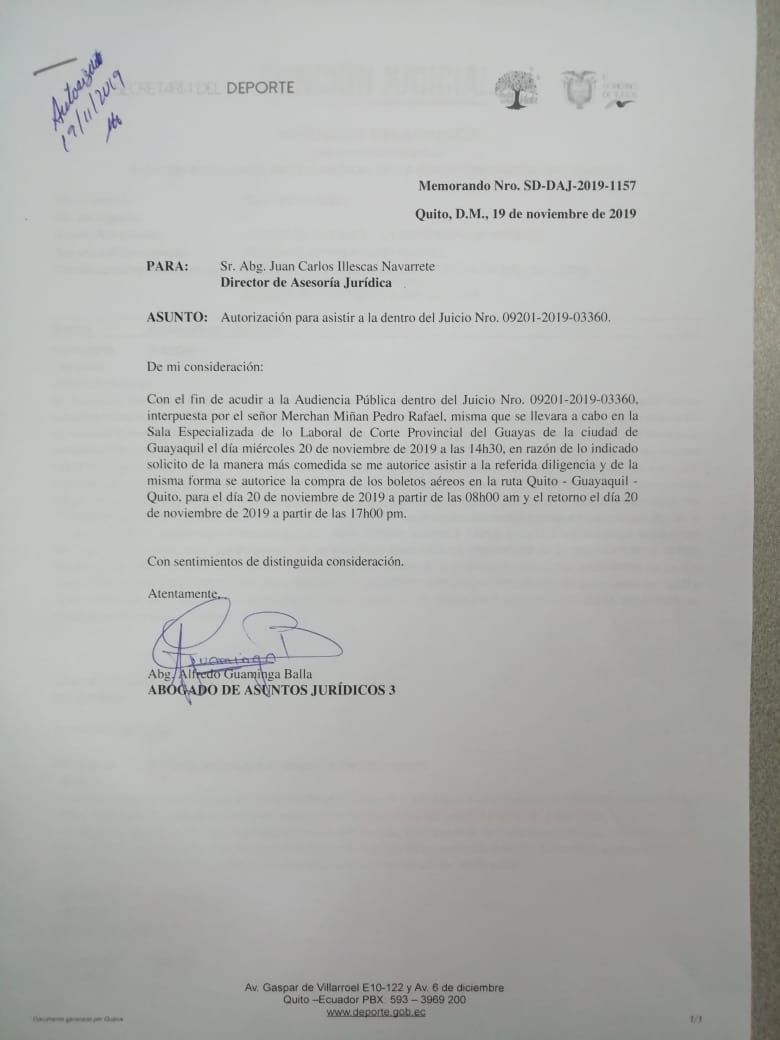 Autorizado
19/11/2019
SECRETARÍA DEL DEPORTE
Memorando Nro. SD-DAJ-2019-1157
Quito, D.M., 19 de noviembre de 2019
PARA: Sr. Abg. Juan Carlos Illescas Navarrete
Director de Asesoría Jurídica
ASUNTO: Autorización para asistir a la dentro del Juicio Nro. 09201-2019-03360.
De mi consideración:
Con el fin de acudir a la Audiencia Pública dentro del Juicio Nro. 09201-2019-03360,
interpuesta por el señor Merchan Miñan Pedro Rafael, misma que se llevara a cabo en la
Sala Especializada de lo Laboral de Corte Provincial del Guayas de la ciudad de
Guayaquil el día miércoles 20 de noviembre de 2019 a las 14h30, en razón de lo indicado
solicito de la manera más comedida se me autorice asistir a la referida diligencia y de la
misma forma se autorice la compra de los boletos aéreos en la ruta Quito - Guayaquil -
Quito, para el día 20 de noviembre de 2019 a partir de las 08h00 am y el retorno el día 20
de noviembre de 2019 a partir de las 17h00 pm.
Con sentimientos de distinguida consideración.
Atentamente,
Guaminga B
Abg. Alfredo Guaminga Balla
ABOGADO DE ASUNTOS JURÍDICOS 3
Av. Gaspar de Villarroel E10-122 y Av. 6 de diciembre
Quito –Ecuador PBX: 593 – 3969 200
www.deporte.gob.ec
Documento generado por Quipux
1/1